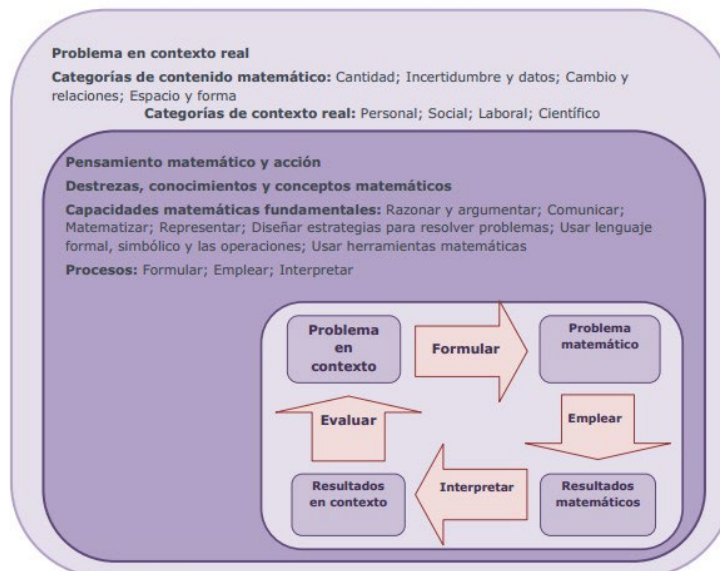 Problema en contexto real
Categorías de contenido matemático: Cantidad; Incertidumbre y datos; Cambio y
relaciones; Espacio y forma
Categorías de contexto real: Personal; Social; Laboral; Científico
Pensamiento matemático y acción
Destrezas, conocimientos y conceptos matemáticos
Capacidades matemáticas fundamentales: Razonar y argumentar; Comunicar;
Matematizar; Representar; Diseñar estrategias para resolver problemas; Usar lenguaje
formal, simbólico y las operaciones; Usar herramientas matemáticas
Procesos: Formular; Emplear; Interpretar
Problema
en
contexto
Formular
Problema
matemático
Evaluar
Emplear
Resultados
en contexto
Interpretar
Resultados
matemáticos